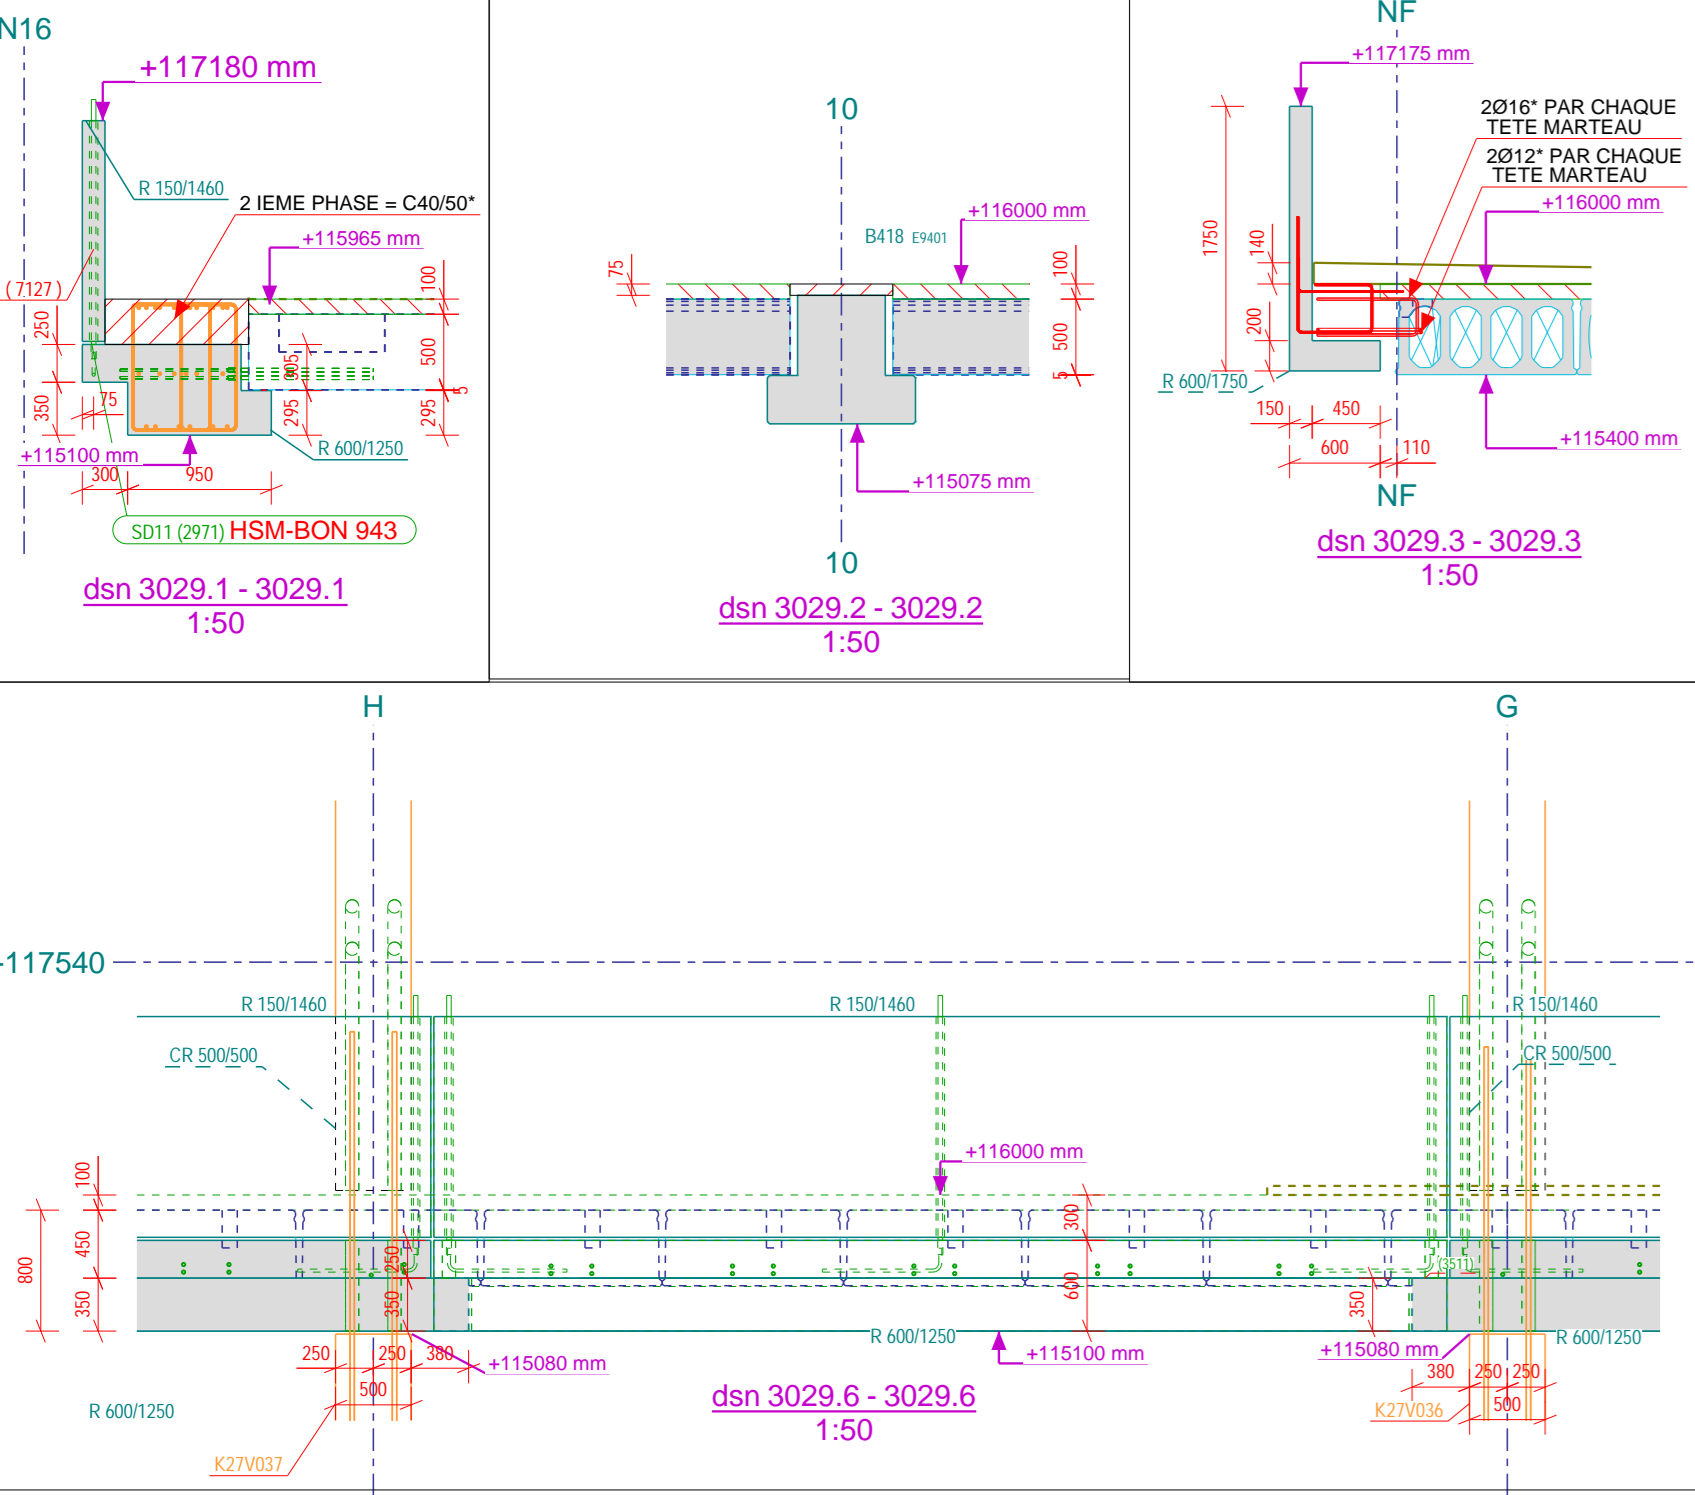 N16
+117180 mm
R 150/1460
2 IEME PHASE = C40/50*
+115965 mm
( 7127 )
100
250
500
305
5
350
75
295
295
R 600/1250
+115100 mm
300
950
SD11 (2971) HSM-BON 943
dsn 3029.1 - 3029.1
1:50
10
+116000 mm
B418 E9401
75
100
500
5
+115075 mm
10
dsn 3029.2 - 3029.2
1:50
NF
+117175 mm
2Ø16* PAR CHAQUE
TETE MARTEAU
2Ø12* PAR CHAQUE
TETE MARTEAU
+116000 mm
1750
140
200
R 600/1750
150
450
600
110
+115400 mm
NF
dsn 3029.3 - 3029.3
1:50
H
G
-117540
R 150/1460
R 150/1460
R 150/1460
CR 500/500
CR 500/500
+116000 mm
100
800
450
350
250
350
300
600
350
(3511)
R 600/1250
R 600/1250
250
250
380
500
+115080 mm
+115100 mm
+115080 mm
380
250
250
500
R 600/1250
K27V037
K27V036
dsn 3029.6 - 3029.6
1:50